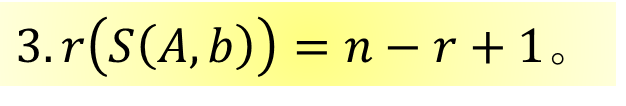 3. r(S(A, b)) = n − r + 1。